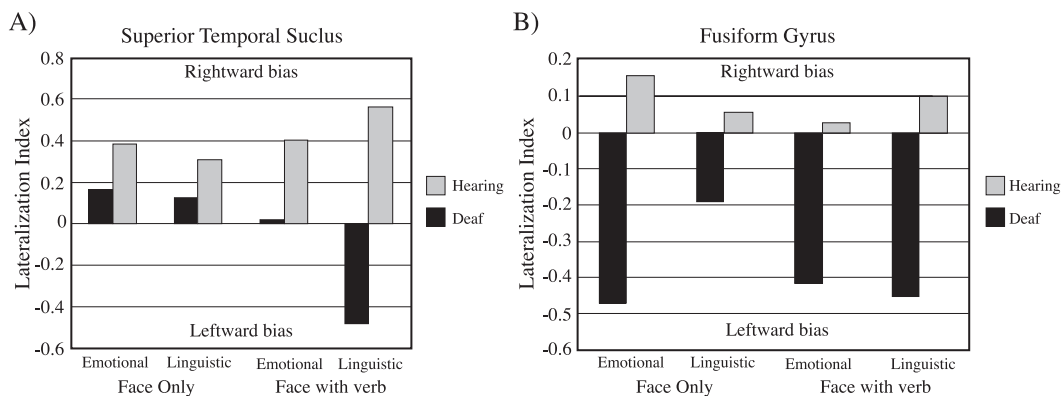 A)
Superior Temporal Suclus
Lateralization Index
0.8
0.6
0.4
0.2
0
-0.2
-0.4
-0.6
Rightward bias
Leftward bias
Emotional Linguistic Emotional Linguistic
Face Only Face with verb
Hearing
Deaf
B)
Fusiform Gyrus
Lateralization Index
0.2
0.1
0
-0.1
-0.2
-0.3
-0.4
-0.5
-0.6
Rightward bias
Leftward bias
Emotional Linguistic Emotional Linguistic
Face Only Face with verb
Hearing
Deaf